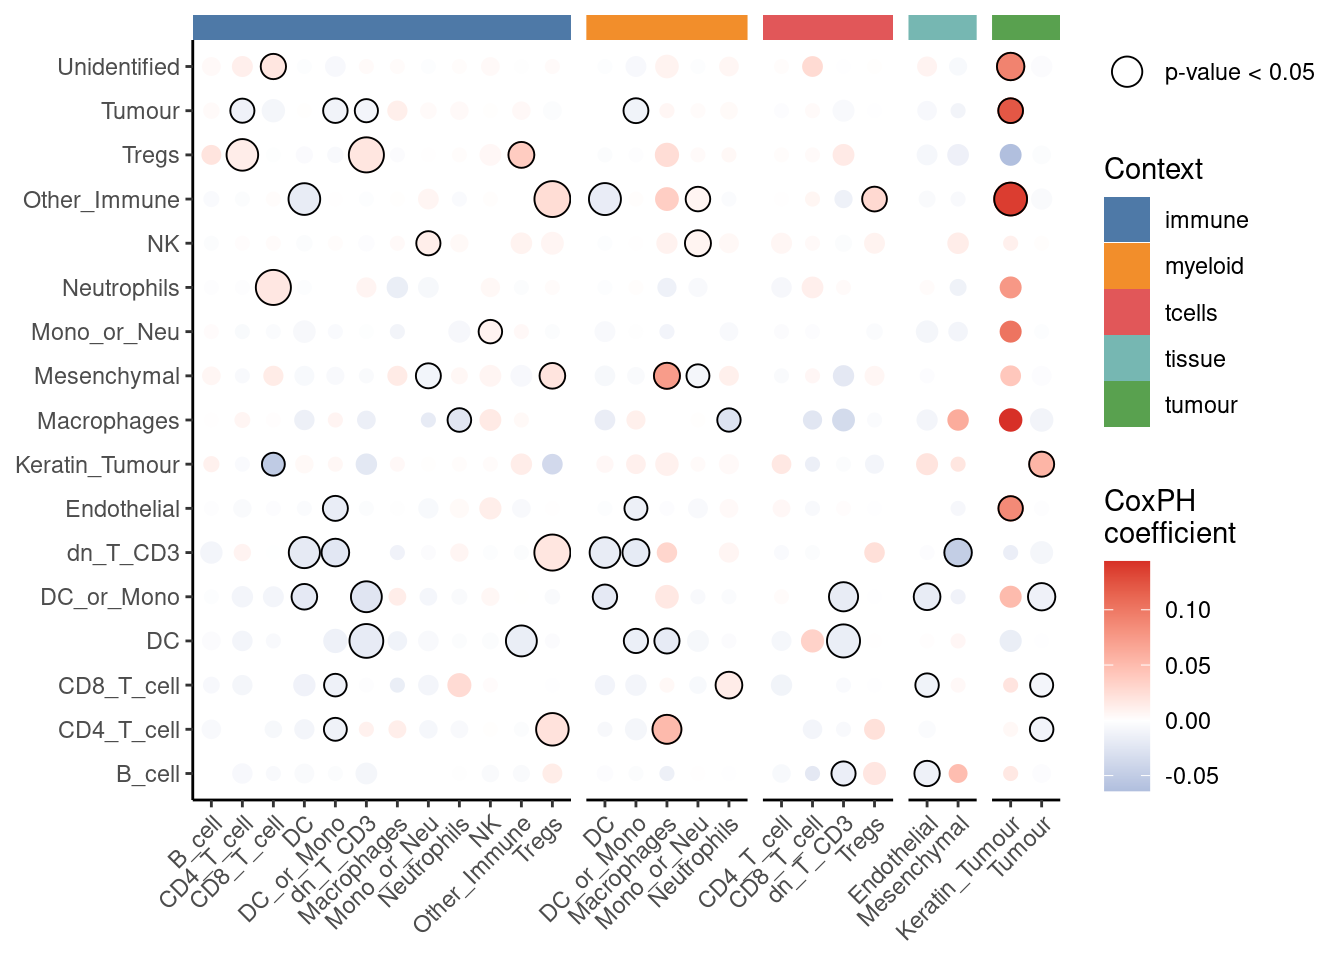 Unidentified
Tumour
Tregs
Other_Immune
NK
Neutrophils
Mono_or_Neu
Mesenchymal
Macrophages
Keratin_Tumour
Endothelial
dn_T_CD3
DC_or_Mono
DC
CD8_T_cell
CD4_T_cell
B_cell
B_cell
CD4_T_cell
CD8_T_cell
DC
DC_or_Mono
dn_T_CD3
Macrophages
Mono_or_Neu
Neutrophils
NK
Other_Immune
Tregs
DC
DC_or_Mono
Macrophages
Mono_or_Neu
Neutrophils
CD4_T_cell
CD8_T_cell
dn_T_CD3
Tregs
Endothelial
Mesenchymal
Keratin_Tumour
Tumour
p-value < 0.05
Context
immune
myeloid
tcells
tissue
tumour
CoxPH
coefficient
0.10
0.05
0.00
-0.05